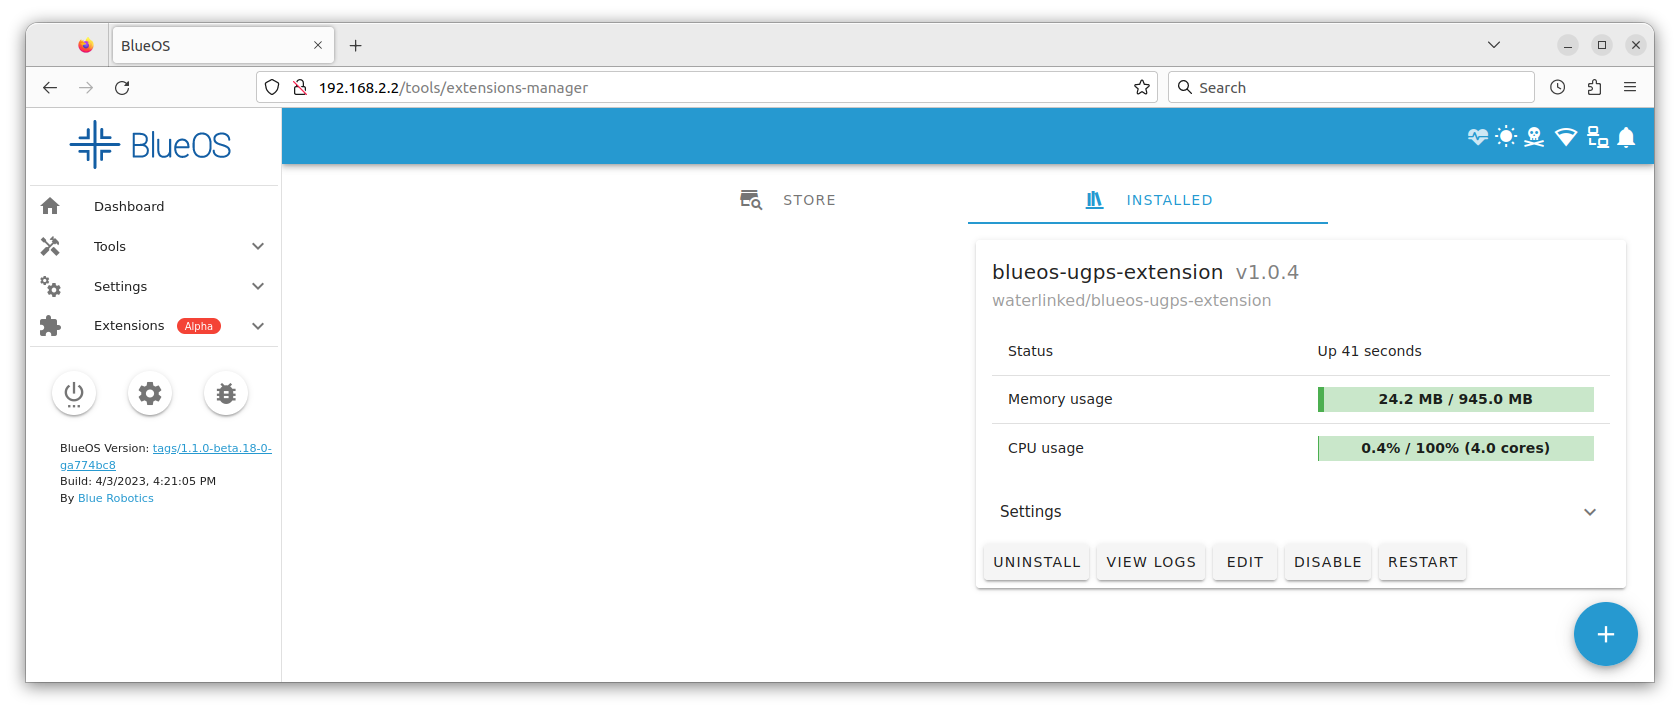 BlueOS
192.168.2.2/tools/extensions-manager
Search
BlueOS
Dashboard
Tools
Settings
Extensions Alpha
BlueOS Version: tags/1.1.0-beta.18-0-
ga774bc8
Build: 4/3/2023, 4:21:05 PM
By Blue Robotics
STORE
INSTALLED
blueos-ugps-extension v1.0.4
waterlinked/blueos-ugps-extension
Status Up 41 seconds
Memory usage 24.2 MB / 945.0 MB
CPU usage 0.4% / 100% (4.0 cores)
Settings
UNINSTALL VIEW LOGS EDIT DISABLE RESTART